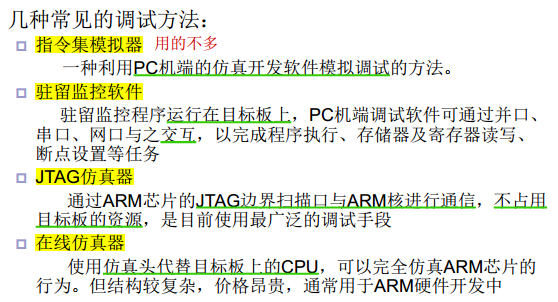 几种常见的调试方法：
指令集模拟器 用的不多
一种利用PC机端的仿真开发软件模拟调试的方法。
驻留监控软件
驻留监控程序运行在目标板上，PC机端调试软件可通过并口、
串口、网口与之交互，以完成程序执行、存储器及寄存器读写、
断点设置等任务
JTAG仿真器
通过ARM芯片的JTAG边界扫描口与ARM核进行通信，不占用
目标板的资源，是目前使用最广泛的调试手段
在线仿真器
使用仿真头代替目标板上的CPU，可以完全仿真ARM芯片的
行为。但结构较复杂，价格昂贵，通常用于ARM硬件开发中